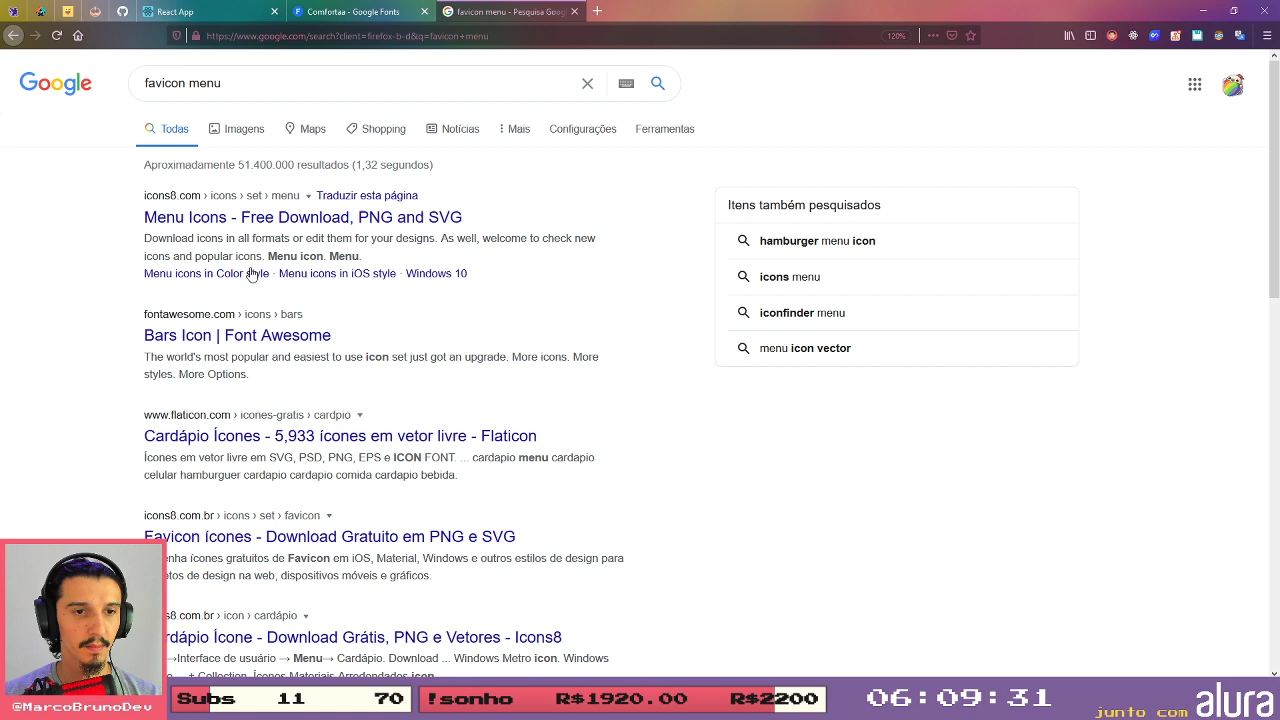 React App
Comfortaa - Google Fonts
favicon menu - Pesquisa Goog
https://www.google.com/search?client=firefox-b-d&q=favicon+menu
120%
Google
favicon menu
Todas
Imagens
Maps
Shopping
Notícias
Mais
Configurações
Ferramentas
Aproximadamente 51.400.000 resultados (1,32 segundos)
icons8.com › icons › set › menu
Traduzir esta página
Menu Icons - Free Download, PNG and SVG
Download icons in all formats or edit them for your designs. As well, welcome to check new
icons and popular icons. Menu icon. Menu.
Menu icons in Color style · Menu icons in iOS style · Windows 10
fontawesome.com › icons › bars
Bars Icon | Font Awesome
The world's most popular and easiest to use icon set just got an upgrade. More icons. More
styles. More Options.
www.flaticon.com › icones-gratis › cardpio
Cardápio Ícones - 5,933 ícones em vetor livre - Flaticon
Ícones em vetor livre em SVG, PSD, PNG, EPS e ICON FONT. ... cardapio menu cardapio
celular hamburguer cardapio cardapio comida cardapio bebida.
icons8.com.br › icons › set › favicon
Favicon ícones - Download Gratuito em PNG e SVG
ícones gratuitos de Favicon em iOS, Material, Windows e outros estilos de design para
de design na web, dispositivos móveis e gráficos.
s8.com.br › icon › cardápio
rdápio Ícone - Download Grátis, PNG e Vetores - Icons8
→Interface de usuário → Menu→ Cardápio. Download ... Windows Metro icon. Windows
+ Collection. Ícones Materiais Arredondados icon.
Itens também pesquisados
hamburger menu icon
icons menu
iconfinder menu
menu icon vector
@MarcoBrunoDev
Subs 11 70
!sonho R$1920.00 R$2200
06:09:31
junto com alura